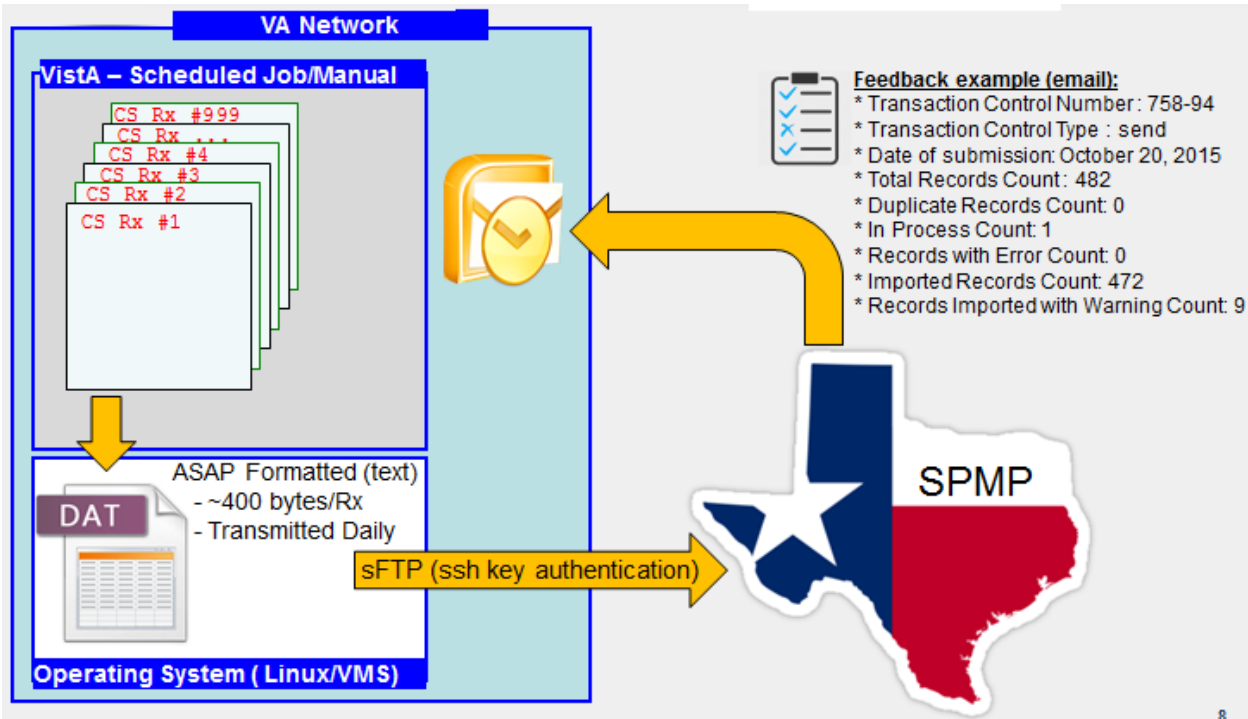 VA Network
VistA – Scheduled Job/Manual
CS Rx #999
CS Rx ...
CS Rx #4
CS Rx #3
CS Rx #2
CS Rx #1
DAT
ASAP Formatted (text)
- ~400 bytes/Rx
- Transmitted Daily
Operating System ( Linux/VMS)
sFTP (ssh key authentication)
Feedback example (email):
* Transaction Control Number : 758-94
* Transaction Control Type : send
* Date of submission: October 20, 2015
* Total Records Count : 482
* Duplicate Records Count: 0
* In Process Count: 1
* Records with Error Count: 0
* Imported Records Count: 472
* Records Imported with Warning Count: 9
SPMP
8